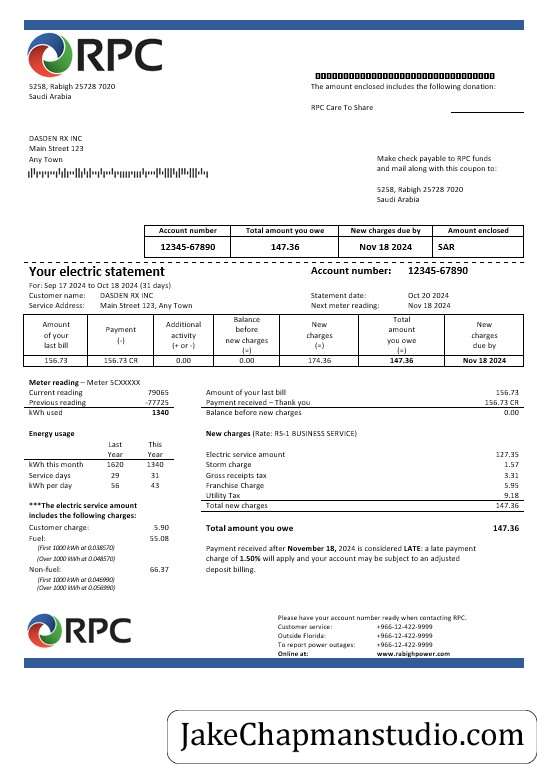 RPC
5258, Rabigh 25728 7020
Saudi Arabia
The amount enclosed includes the following donation:
RPC Care To Share
DASDEN RX INC
Main Street 123
Any Town
Make check payable to RPC funds
and mail along with this coupon to:
5258, Rabigh 25728 7020
Saudi Arabia
Account number Total amount you owe New charges due by Amount enclosed
12345-67890 147.36 Nov 18 2024 SAR
Your electric statement Account number: 12345-67890
For: Sep 17 2024 to Oct 18 2024 (31 days)
Customer name: DASDEN RX INC Statement date: Oct 20 2024
Service Address: Main Street 123, Any Town Next meter reading: Nov 18 2024
Amount of your last bill Payment (-) Additional activity (+ or -) Balance before new charges (=) New charges (=) Total amount you owe (=) New charges due by
156.73 156.73 CR 0.00 0.00 174.36 147.36 Nov 18 2024
Meter reading – Meter 5CXXXXX
Current reading 79065
Previous reading -77725
kWh used 1340
Amount of your last bill 156.73
Payment received – Thank you 156.73 CR
Balance before new charges 0.00
Energy usage
Last Year This Year
kWh this month 1620 1340
Service days 29 31
kWh per day 56 43
***The electric service amount
includes the following charges:
Customer charge: 5.90
Fuel: 55.08
(First 1000 kWh at 0.038570)
(Over 1000 kWh at 0.048570)
Non-fuel: 66.37
(First 1000 kWh at 0.046990)
(Over 1000 kWh at 0.056990)
New charges (Rate: RS-1 BUSINESS SERVICE)
Electric service amount 127.35
Storm charge 1.57
Gross receipts tax 3.31
Franchise Charge 5.95
Utility Tax 9.18
Total new charges 147.36
Total amount you owe 147.36
Payment received after November 18, 2024 is considered LATE: a late payment
charge of 1.50% will apply and your account may be subject to an adjusted
deposit billing.
RPC
Please have your account number ready when contacting RPC.
Customer service: +966-12-422-9999
Outside Florida: +966-12-422-9999
To report power outages: +966-12-422-9999
Online at: www.rabighpower.com
JakeChapmanstudio.com